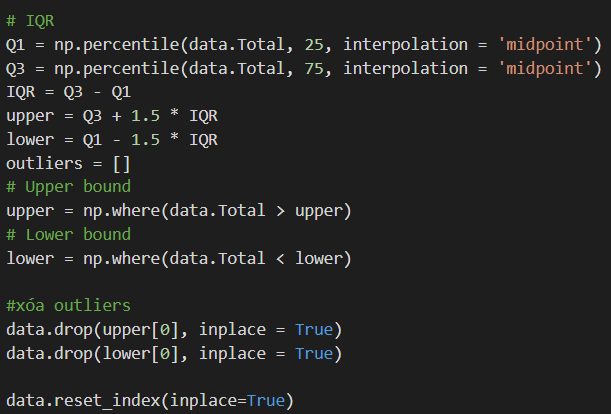 # IQR
Q1 = np.percentile(data.Total, 25, interpolation = 'midpoint')
Q3 = np.percentile(data.Total, 75, interpolation = 'midpoint')
IQR = Q3 - Q1
upper = Q3 + 1.5 * IQR
lower = Q1 - 1.5 * IQR
outliers = []
# Upper bound
upper = np.where(data.Total > upper)
# Lower bound
lower = np.where(data.Total < lower)
#xóa outliers
data.drop(upper[0], inplace = True)
data.drop(lower[0], inplace = True)
data.reset_index(inplace=True)